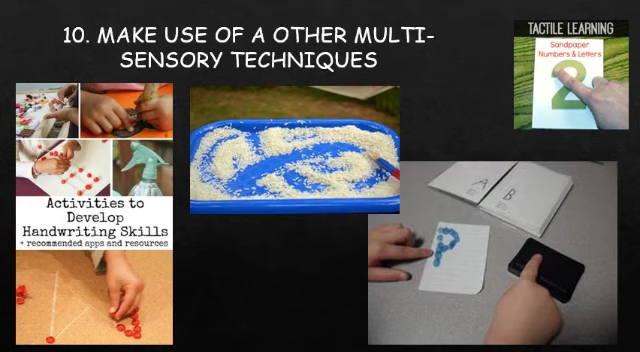 10. MAKE USE OF A OTHER MULTI-
SENSORY TECHNIQUES
TACTILE LEARNING
Sandpaper
Numbers & Letters
2
Activities to
Develop
Handwriting Skills
+ recommended apps and resources
A
B
P